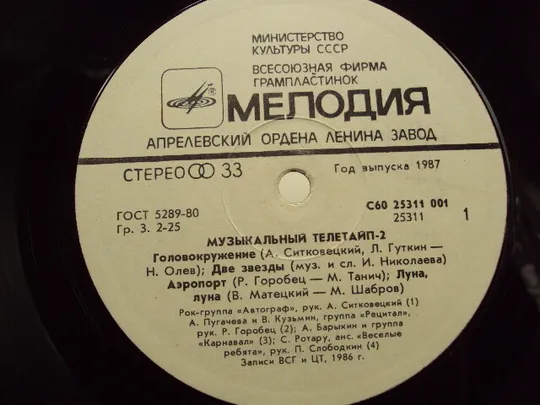 МИНИСТЕРСТВО
КУЛЬТУРЫ СССР
ВСЕСОЮЗНАЯ ФИРМА
ГРАМПЛАСТИНОК
МЕЛОДИЯ
АПРЕЛЕВСКИЙ ОРДЕНА ЛЕНИНА ЗАВОД
СТЕРЕО 33
Год выпуска 1987
ГОСТ 5289-80
Гр. 3. 2-25
С60 25311 001
25311
1
МУЗЫКАЛЬНЫЙ ТЕЛЕТАЙП-2
Головокружение (А. Ситковецкий, Л. Гуткин —
Н. Олев); Две звезды (муз. и сл. И. Николаева)
Аэропорт (Р. Горобец — М. Танич); Луна,
луна (В. Матецкий — М. Шабров)
Рок-группа «Автограф», рук. А. Ситковецкий (1)
А. Пугачева и В. Кузьмин, группа «Рецитал»,
рук. Р. Горобец (2); А. Барыкин и группа
«Карнавал» (3); С. Ротару, анс. «Веселые
ребята», рук. П. Слободкин (4)
Записи ВСГ и ЦТ, 1986 г.